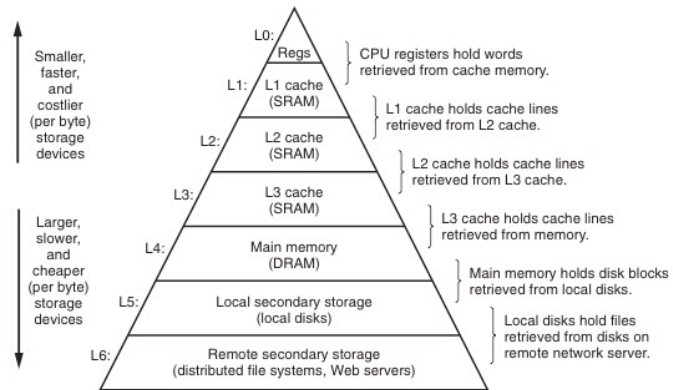 L0:
Regs
CPU registers hold words
retrieved from cache memory.
Smaller,
faster,
and
costlier
(per byte)
storage
devices
L1:
L1 cache
(SRAM)
L1 cache holds cache lines
retrieved from L2 cache.
L2:
L2 cache
(SRAM)
L2 cache holds cache lines
retrieved from L3 cache.
L3:
L3 cache
(SRAM)
L3 cache holds cache lines
retrieved from memory.
Larger,
slower,
and
cheaper
(per byte)
storage
devices
L4:
Main memory
(DRAM)
Main memory holds disk blocks
retrieved from local disks.
L5:
Local secondary storage
(local disks)
Local disks hold files
retrieved from disks on
remote network server.
L6:
Remote secondary storage
(distributed file systems, Web servers)